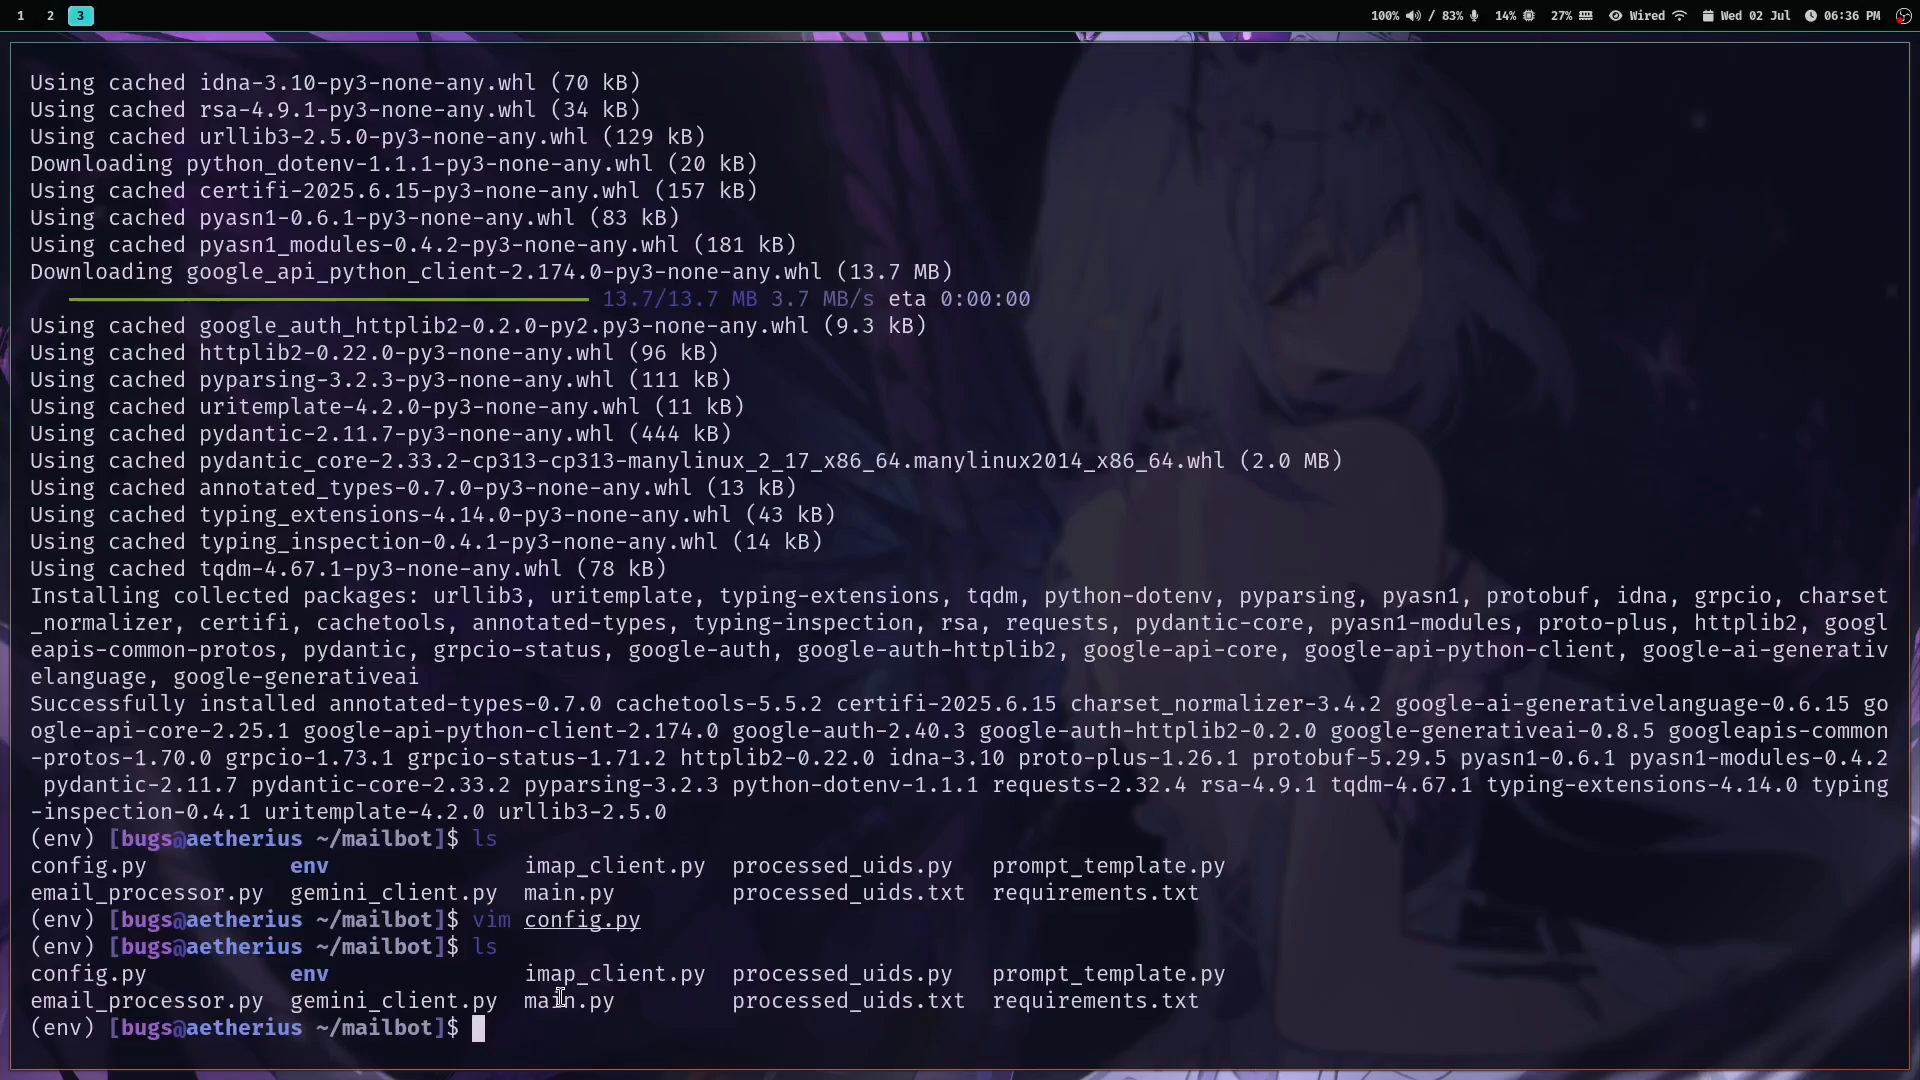 1 2 3 100% / 83% 14% 27% Wired Wed 02 Jul 06:36 PM
Using cached idna-3.10-py3-none-any.whl (70 kB)
Using cached rsa-4.9.1-py3-none-any.whl (34 kB)
Using cached urllib3-2.5.0-py3-none-any.whl (129 kB)
Downloading python_dotenv-1.1.1-py3-none-any.whl (20 kB)
Using cached certifi-2025.6.15-py3-none-any.whl (157 kB)
Using cached pyasn1-0.6.1-py3-none-any.whl (83 kB)
Using cached pyasn1_modules-0.4.2-py3-none-any.whl (181 kB)
Downloading google_api_python_client-2.174.0-py3-none-any.whl (13.7 MB)
13.7/13.7 MB 3.7 MB/s eta 0:00:00
Using cached google_auth_httplib2-0.2.0-py2.py3-none-any.whl (9.3 kB)
Using cached httplib2-0.22.0-py3-none-any.whl (96 kB)
Using cached pyparsing-3.2.3-py3-none-any.whl (111 kB)
Using cached uritemplate-4.2.0-py3-none-any.whl (11 kB)
Using cached pydantic-2.11.7-py3-none-any.whl (444 kB)
Using cached pydantic_core-2.33.2-cp313-cp313-manylinux_2_17_x86_64.manylinux2014_x86_64.whl (2.0 MB)
Using cached annotated_types-0.7.0-py3-none-any.whl (13 kB)
Using cached typing_extensions-4.14.0-py3-none-any.whl (43 kB)
Using cached typing_inspection-0.4.1-py3-none-any.whl (14 kB)
Using cached tqdm-4.67.1-py3-none-any.whl (78 kB)
Installing collected packages: urllib3, uritemplate, typing-extensions, tqdm, python-dotenv, pyparsing, pyasn1, protobuf, idna, grpcio, charset
_normalizer, certifi, cachetools, annotated-types, typing-inspection, rsa, requests, pydantic-core, pyasn1-modules, proto-plus, httplib2, googl
eapis-common-protos, pydantic, grpcio-status, google-auth, google-auth-httplib2, google-api-core, google-api-python-client, google-ai-generativ
elanguage, google-generativeai
Successfully installed annotated-types-0.7.0 cachetools-5.5.2 certifi-2025.6.15 charset_normalizer-3.4.2 google-ai-generativelanguage-0.6.15 go
ogle-api-core-2.25.1 google-api-python-client-2.174.0 google-auth-2.40.3 google-auth-httplib2-0.2.0 google-generativeai-0.8.5 googleapis-common
-protos-1.70.0 grpcio-1.73.1 grpcio-status-1.71.2 httplib2-0.22.0 idna-3.10 proto-plus-1.26.1 protobuf-5.29.5 pyasn1-0.6.1 pyasn1-modules-0.4.2
pydantic-2.11.7 pydantic-core-2.33.2 pyparsing-3.2.3 python-dotenv-1.1.1 requests-2.32.4 rsa-4.9.1 tqdm-4.67.1 typing-extensions-4.14.0 typing
-inspection-0.4.1 uritemplate-4.2.0 urllib3-2.5.0
(env) [bugs@aetherius ~/mailbot]$ ls
config.py env imap_client.py processed_uids.py prompt_template.py
email_processor.py gemini_client.py main.py processed_uids.txt requirements.txt
(env) [bugs@aetherius ~/mailbot]$ vim config.py
(env) [bugs@aetherius ~/mailbot]$ ls
config.py env imap_client.py processed_uids.py prompt_template.py
email_processor.py gemini_client.py main.py processed_uids.txt requirements.txt
(env) [bugs@aetherius ~/mailbot]$